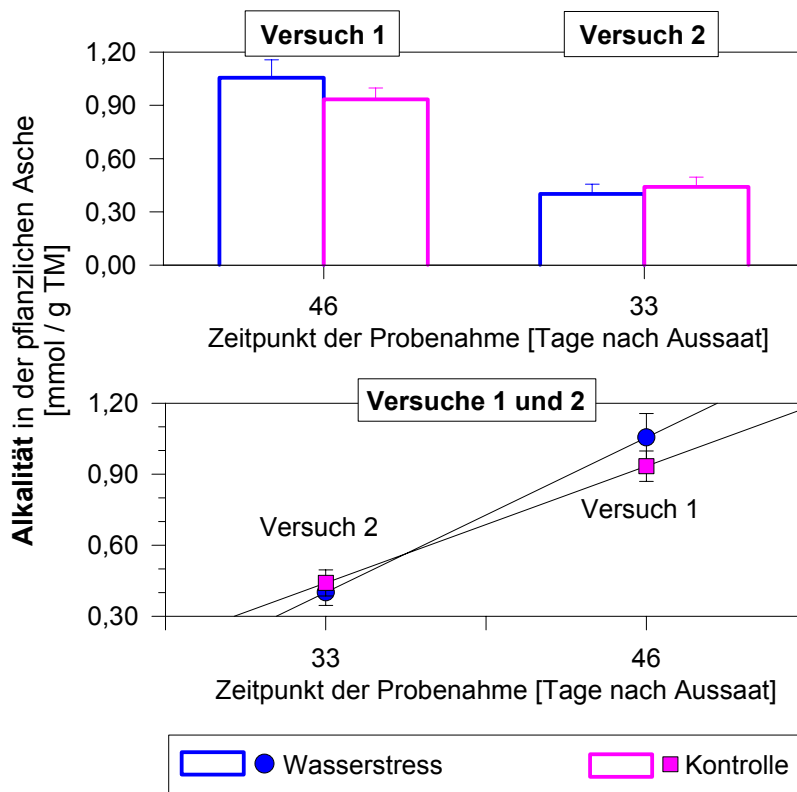 Versuch 1
Versuch 2
1,20
0,90
0,60
0,30
0,00
46
33
Zeitpunkt der Probenahme [Tage nach Aussaat]
Alkalität in der pflanzlichen Asche
[mmol / g TM]
Versuche 1 und 2
1,20
0,90
0,60
0,30
Versuch 2
Versuch 1
33
46
Zeitpunkt der Probenahme [Tage nach Aussaat]
Wasserstress
Kontrolle